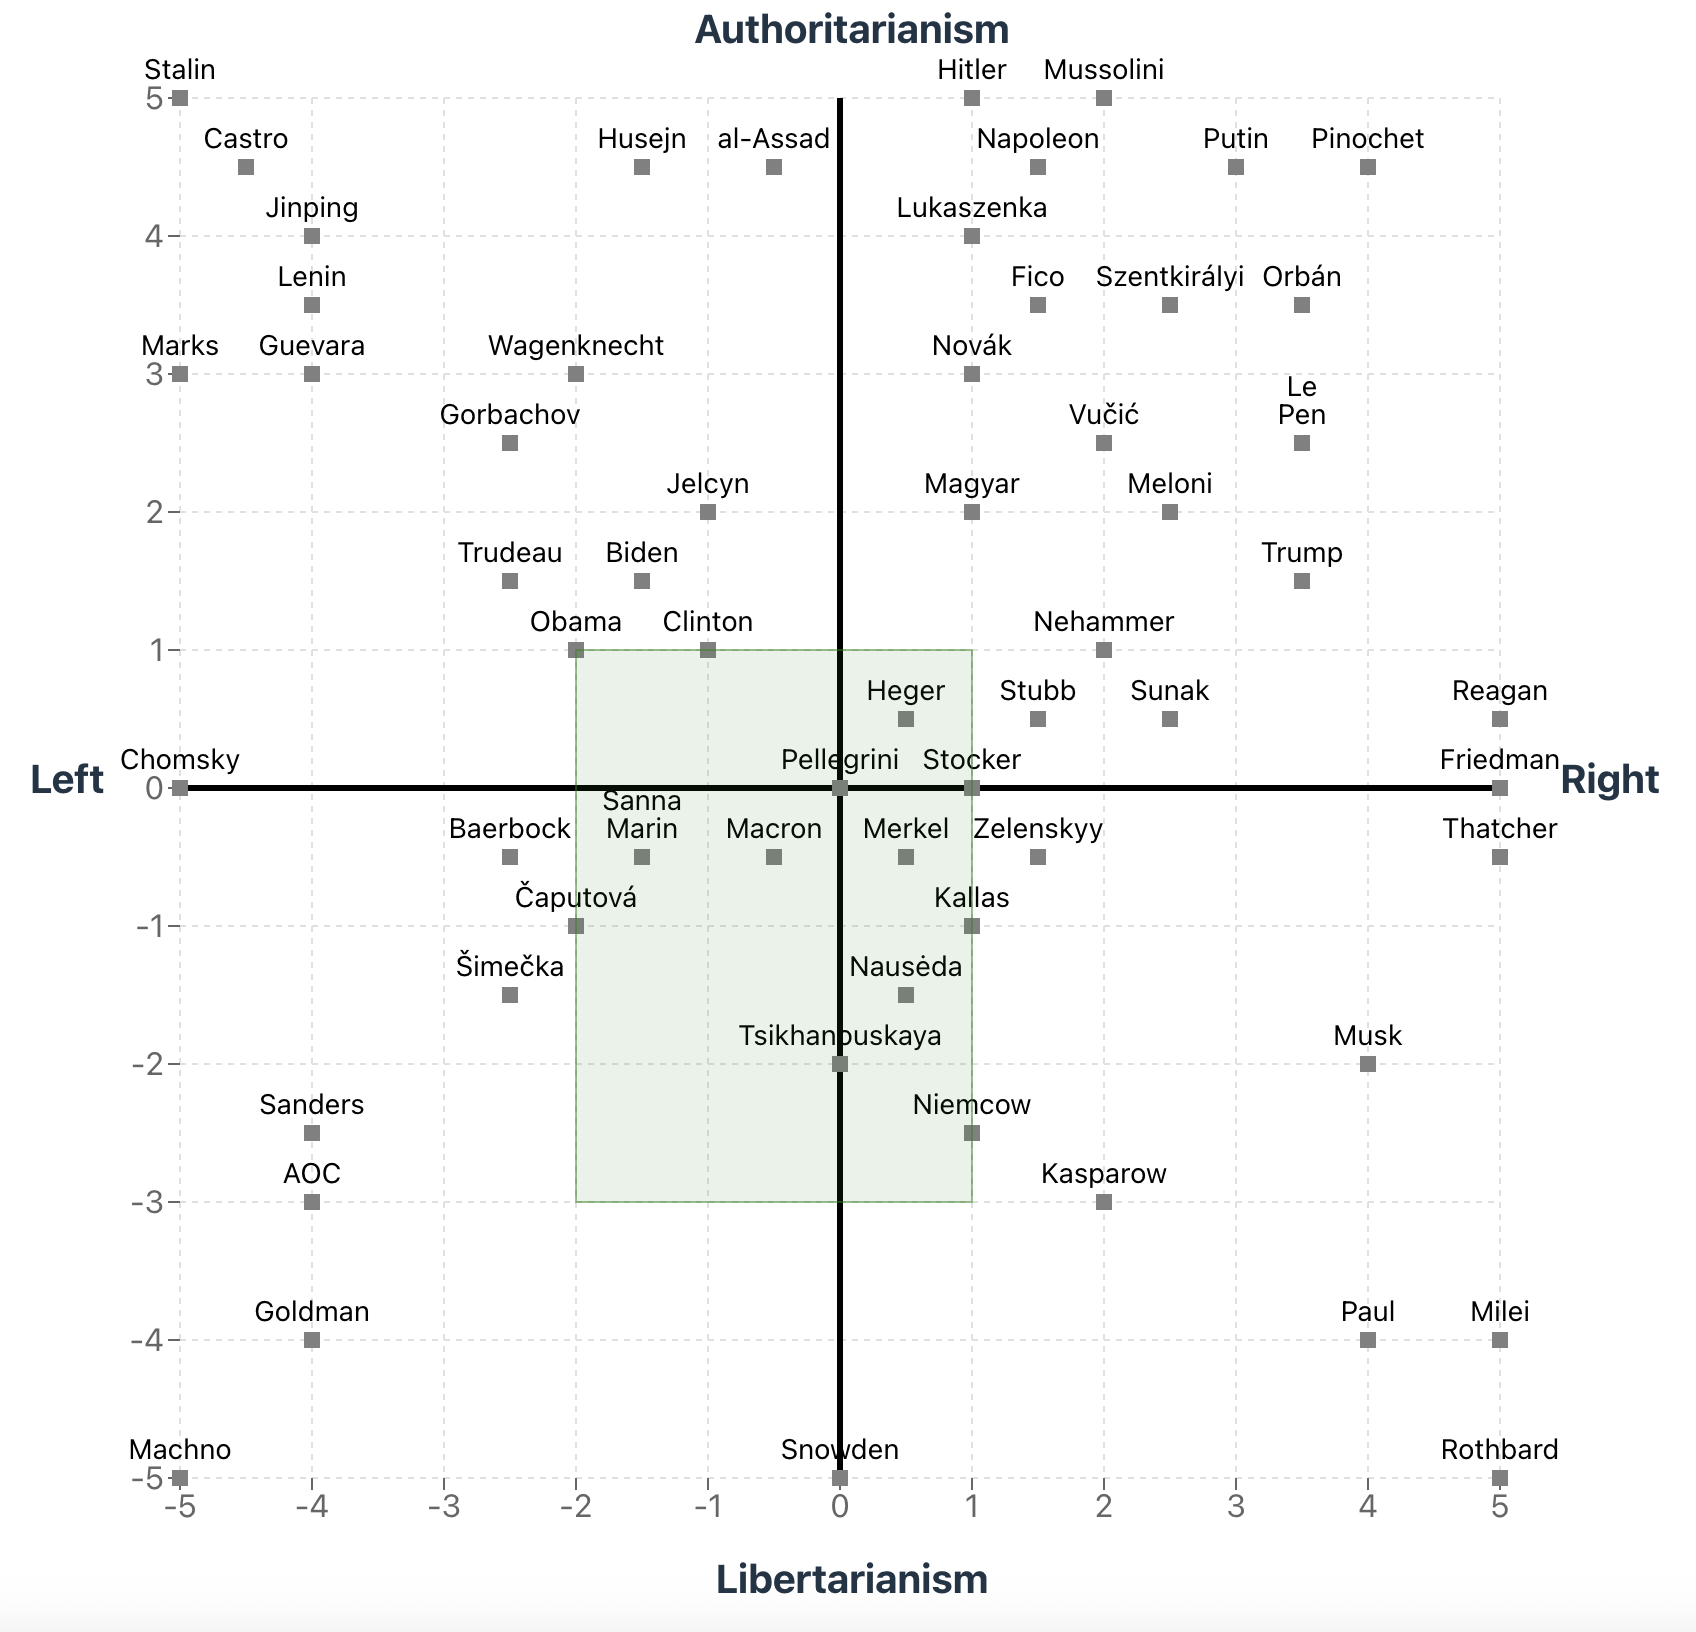 Authoritarianism
Stalin
Hitler
Mussolini
5
Castro
Husejn
al-Assad
Napoleon
Putin
Pinochet
Jinping
Lukaszenka
4
Lenin
Fico
Szentkirályi
Orbán
Marks
Guevara
Wagenknecht
Novák
3
Le
Pen
Gorbachov
Vučić
Jelcyn
Magyar
Meloni
2
Trudeau
Biden
Trump
Obama
Clinton
Nehammer
1
Heger
Stubb
Sunak
Reagan
Chomsky
Pellegrini
Stocker
Friedman
Left
0
Right
Sanna
Marin
Baerbock
Macron
Merkel
Zelenskyy
Thatcher
Čaputová
Kallas
-1
Šimečka
Nausėda
Tsikhanouskaya
Musk
-2
Sanders
Niemcow
AOC
Kasparow
-3
Goldman
Paul
Milei
-4
Machno
Snowden
Rothbard
-5
-5
-4
-3
-2
-1
0
1
2
3
4
5
Libertarianism